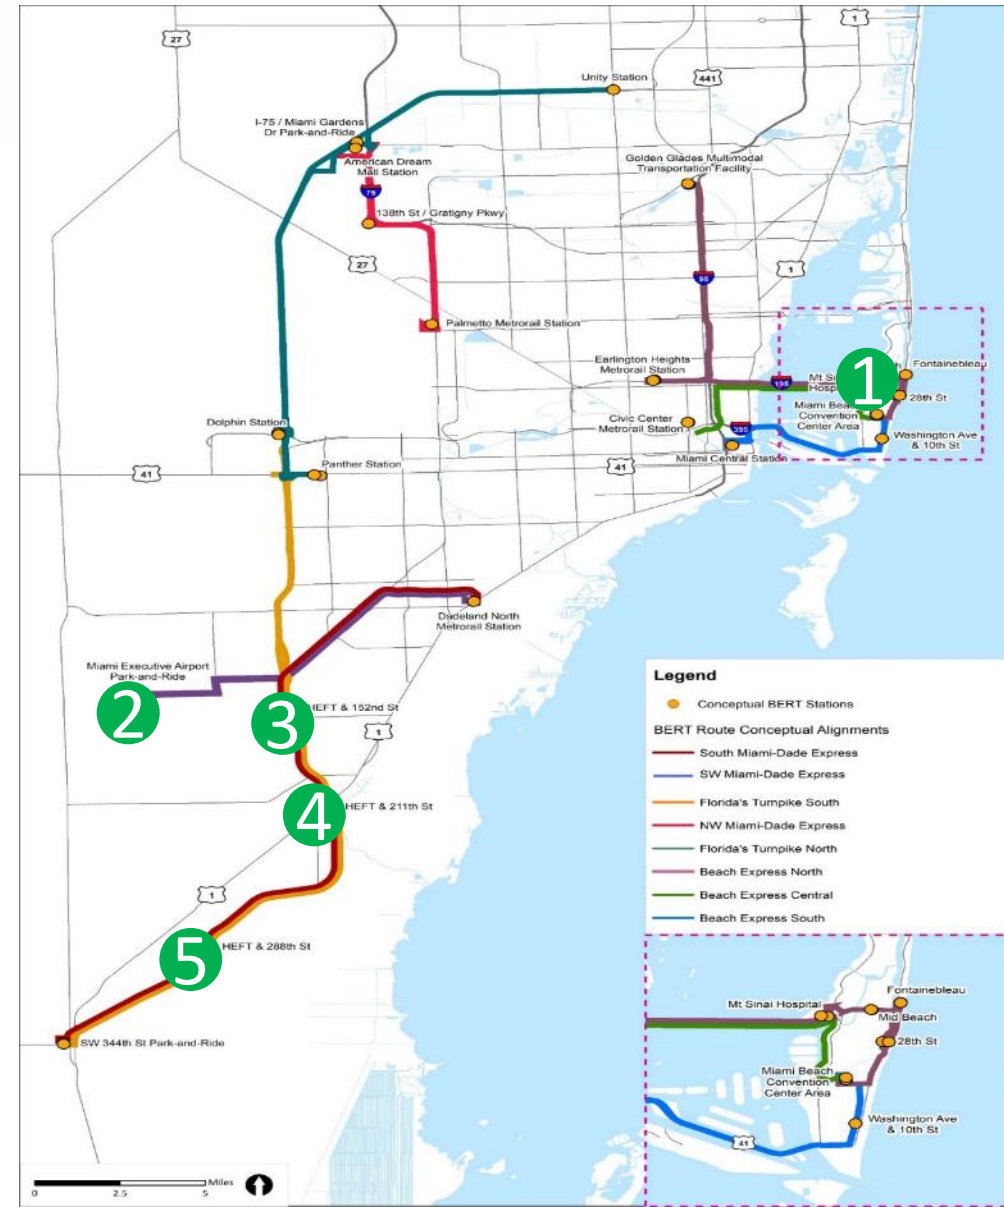 27
1
Unity Station
441
I-75 / Miami Gardens
Dr Park-and-Ride
American Dream
Mall Station
Golden Glades Multimodal
Transportation Facility
75
138th St / Gratigny Pkwy
27
1
95
Palmetto Metrorail Station
Earlington Heights
Metrorail Station
195
Mt Sinai
Hosp
1
Fontainebleau
28th St
Miami Beach
Convention
Center Area
Civic Center
Metrorail Station
395
Washington Ave
& 10th St
Miami Central Station
Dolphin Station
Panther Station
41
41
Dadeland North
Metrorail Station
Miami Executive Airport
Park-and-Ride
2
3
HEFT & 152nd St
1
4
HEFT & 211th St
1
5
HEFT & 288th St
SW 344th St Park-and-Ride
Legend
Conceptual BERT Stations
BERT Route Conceptual Alignments
South Miami-Dade Express
SW Miami-Dade Express
Florida's Turnpike South
NW Miami-Dade Express
Florida's Turnpike North
Beach Express North
Beach Express Central
Beach Express South
Fontainebleau
Mt Sinai Hospital
Mid Beach
28th St
Miami Beach
Convention
Center Area
Washington Ave
& 10th St
41
Miles
0 2.5 5